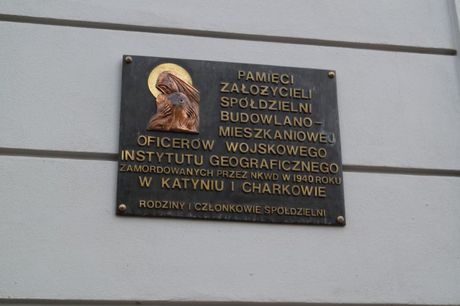 PAMIĘCI
ZAŁOŻYCIELI
SPÓŁDZIELNI
BUDOWLANO-
MIESZKANIOWEJ
OFICERÓW WOJSKOWEGO
INSTYTUTU GEOGRAFICZNEGO
ZAMORDOWANYCH PRZEZ NKWD W 1940 ROKU
W KATYNIU I CHARKOWIE
RODZINY I CZŁONKOWIE SPÓŁDZIELNI